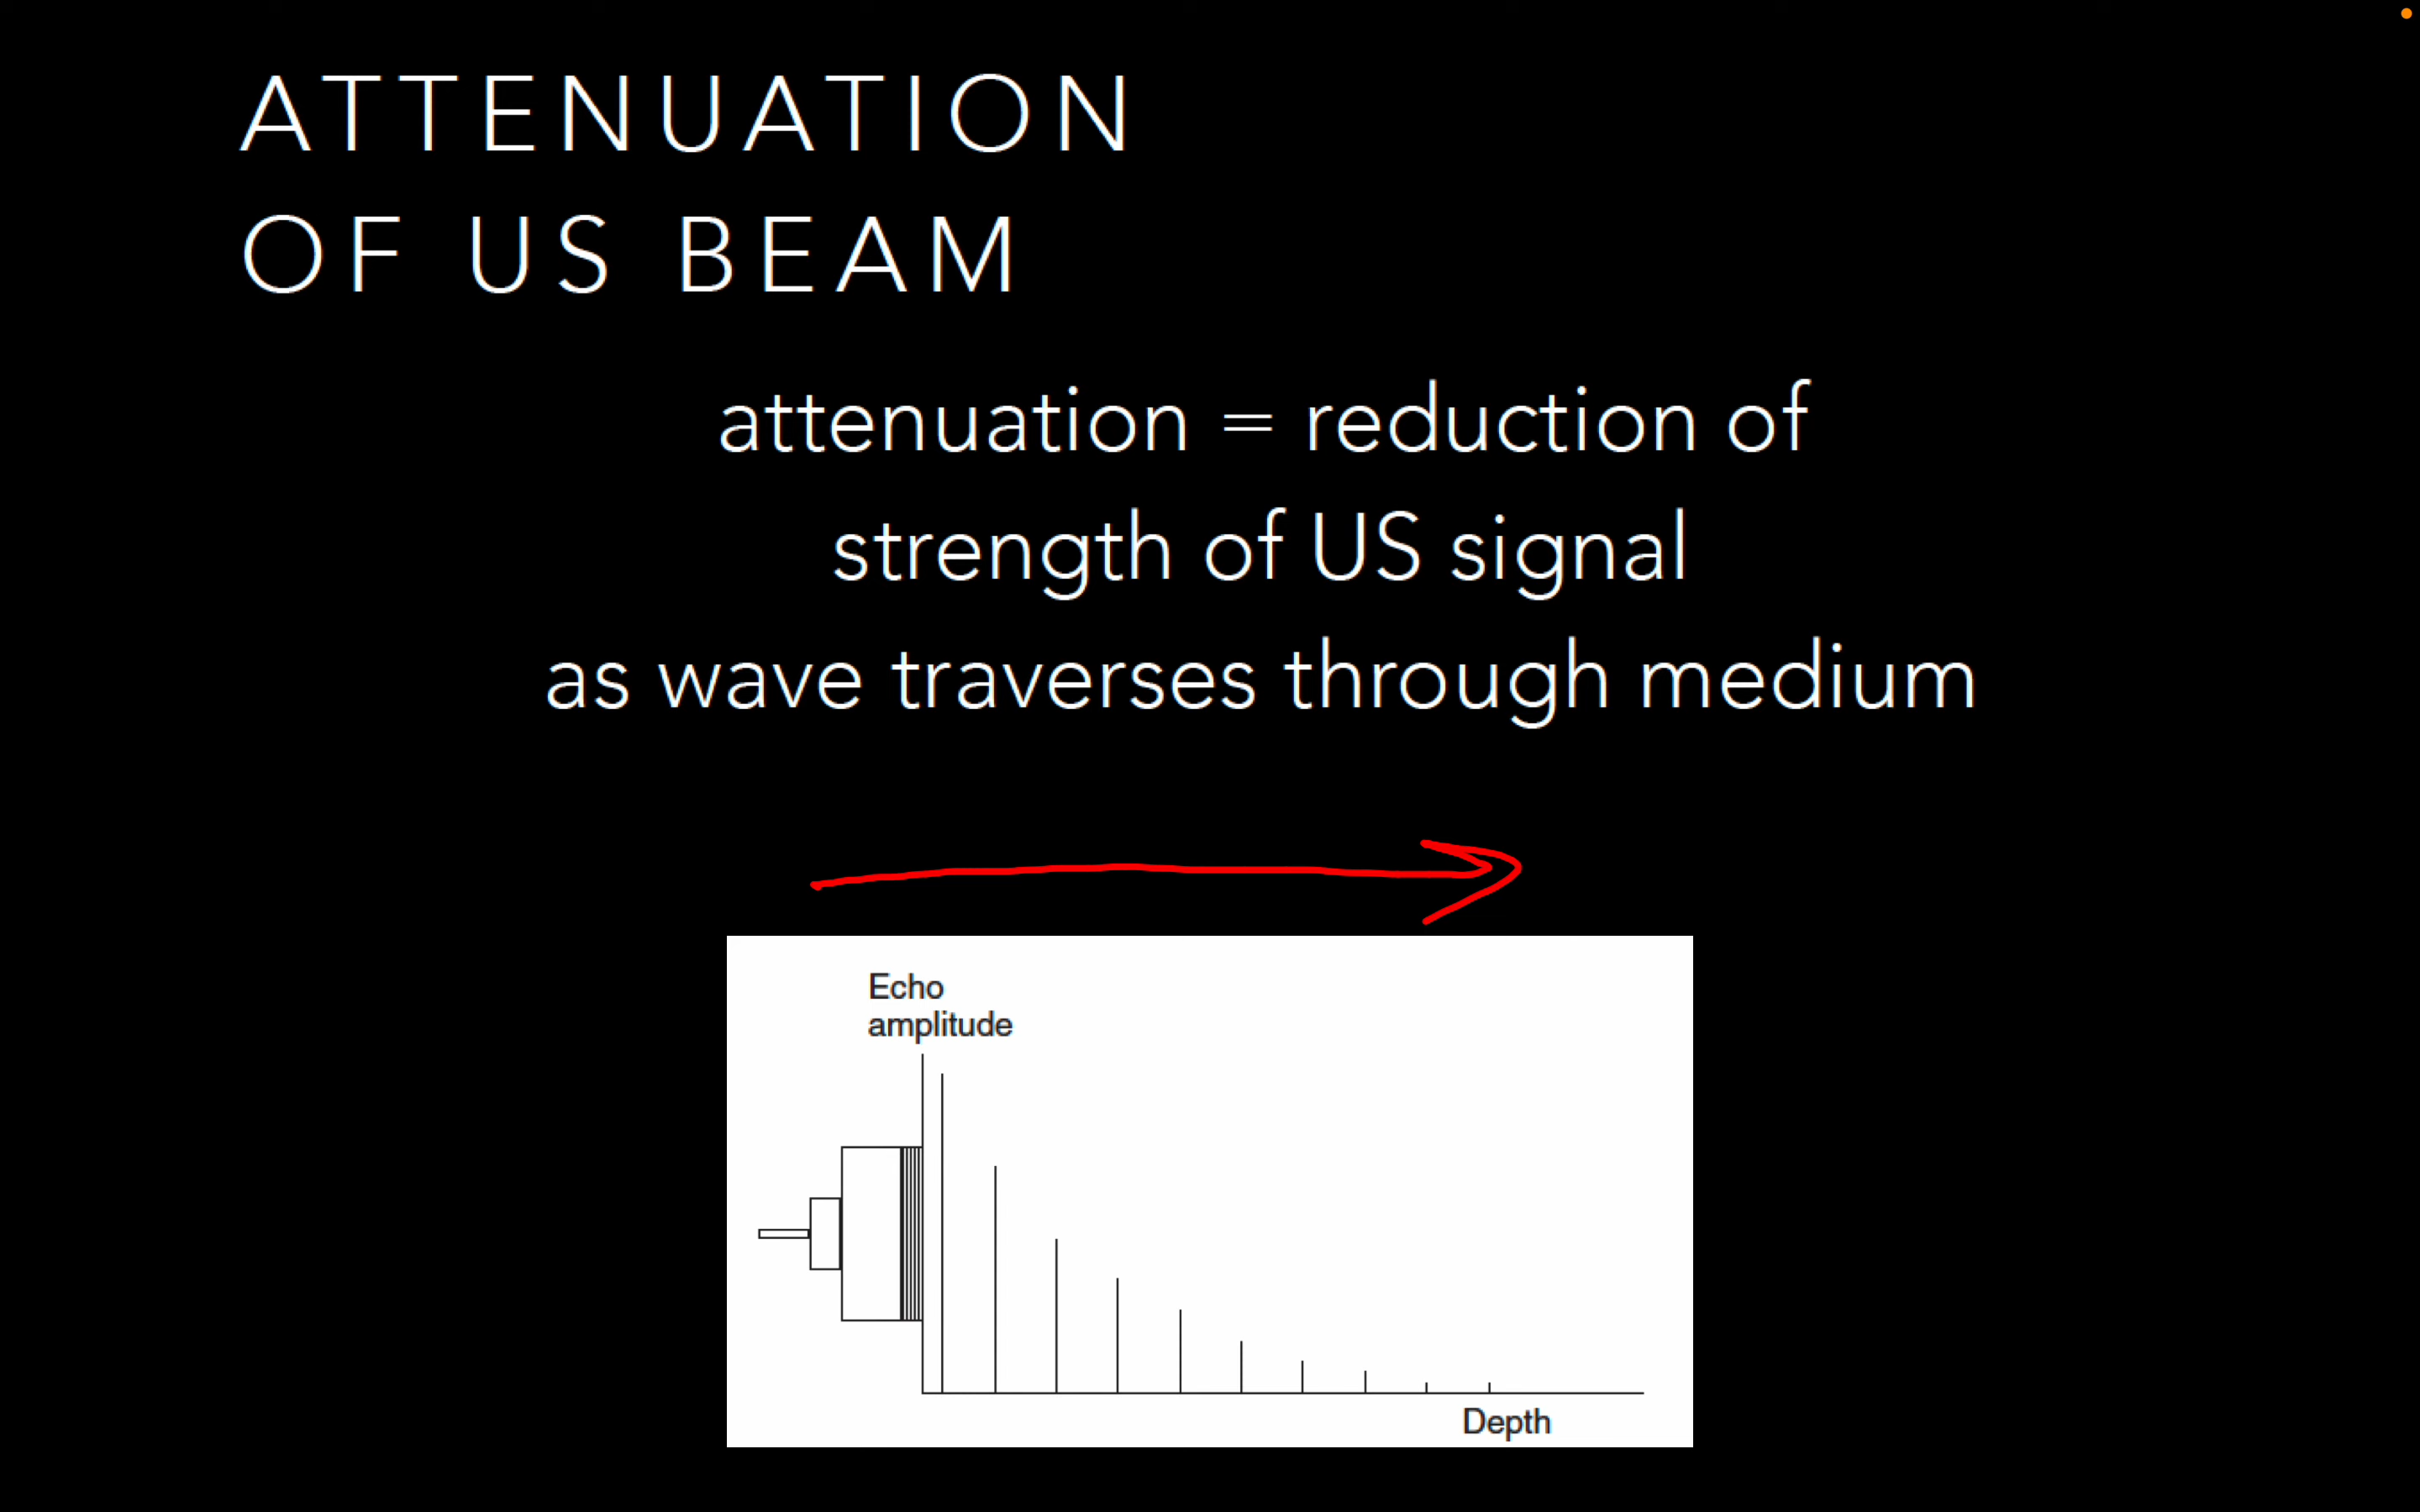 ATTENUATION
OF US BEAM
attenuation = reduction of
strength of US signal
as wave traverses through medium
Echo
amplitude
Depth